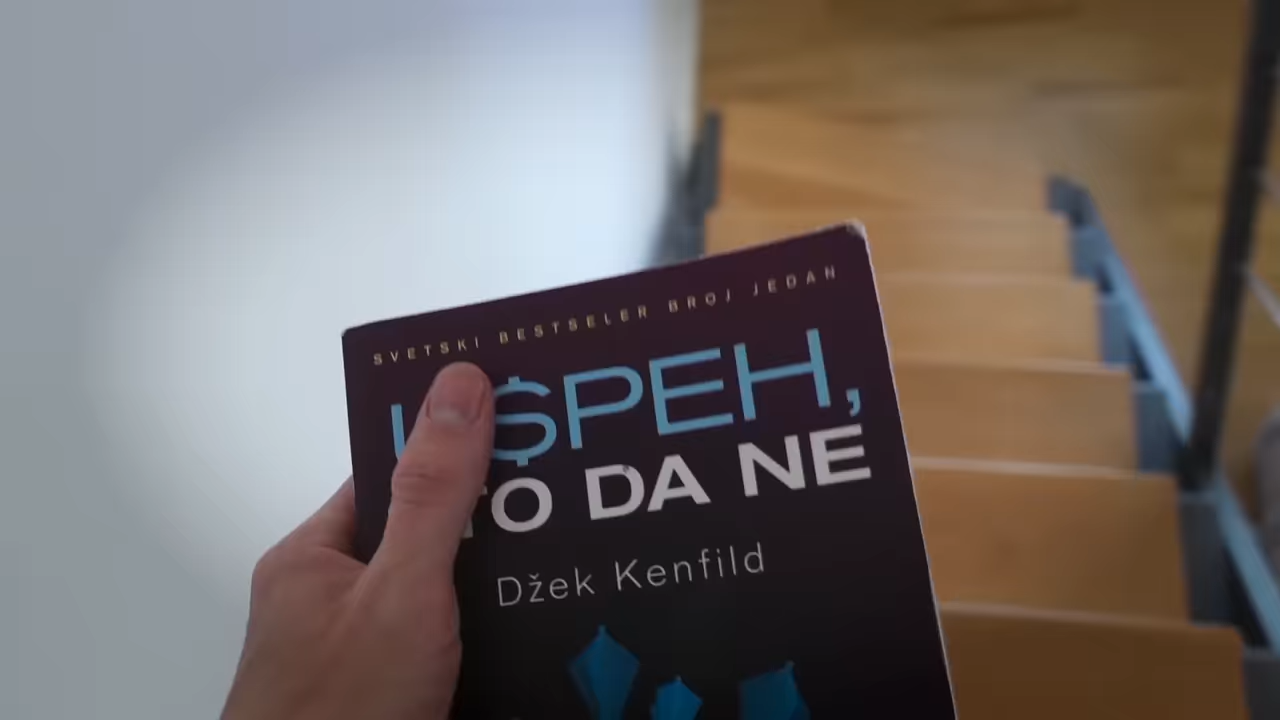 SVETSKI BESTSELER BROJ JEDAN
U$PEH,
TO DA NE
Džek Kenfild